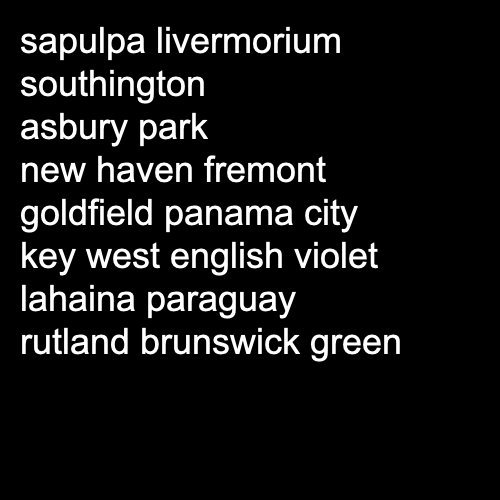 sapulpa livermorium
southington
asbury park
new haven fremont
goldfield panama city
key west english violet
lahaina paraguay
rutland brunswick green